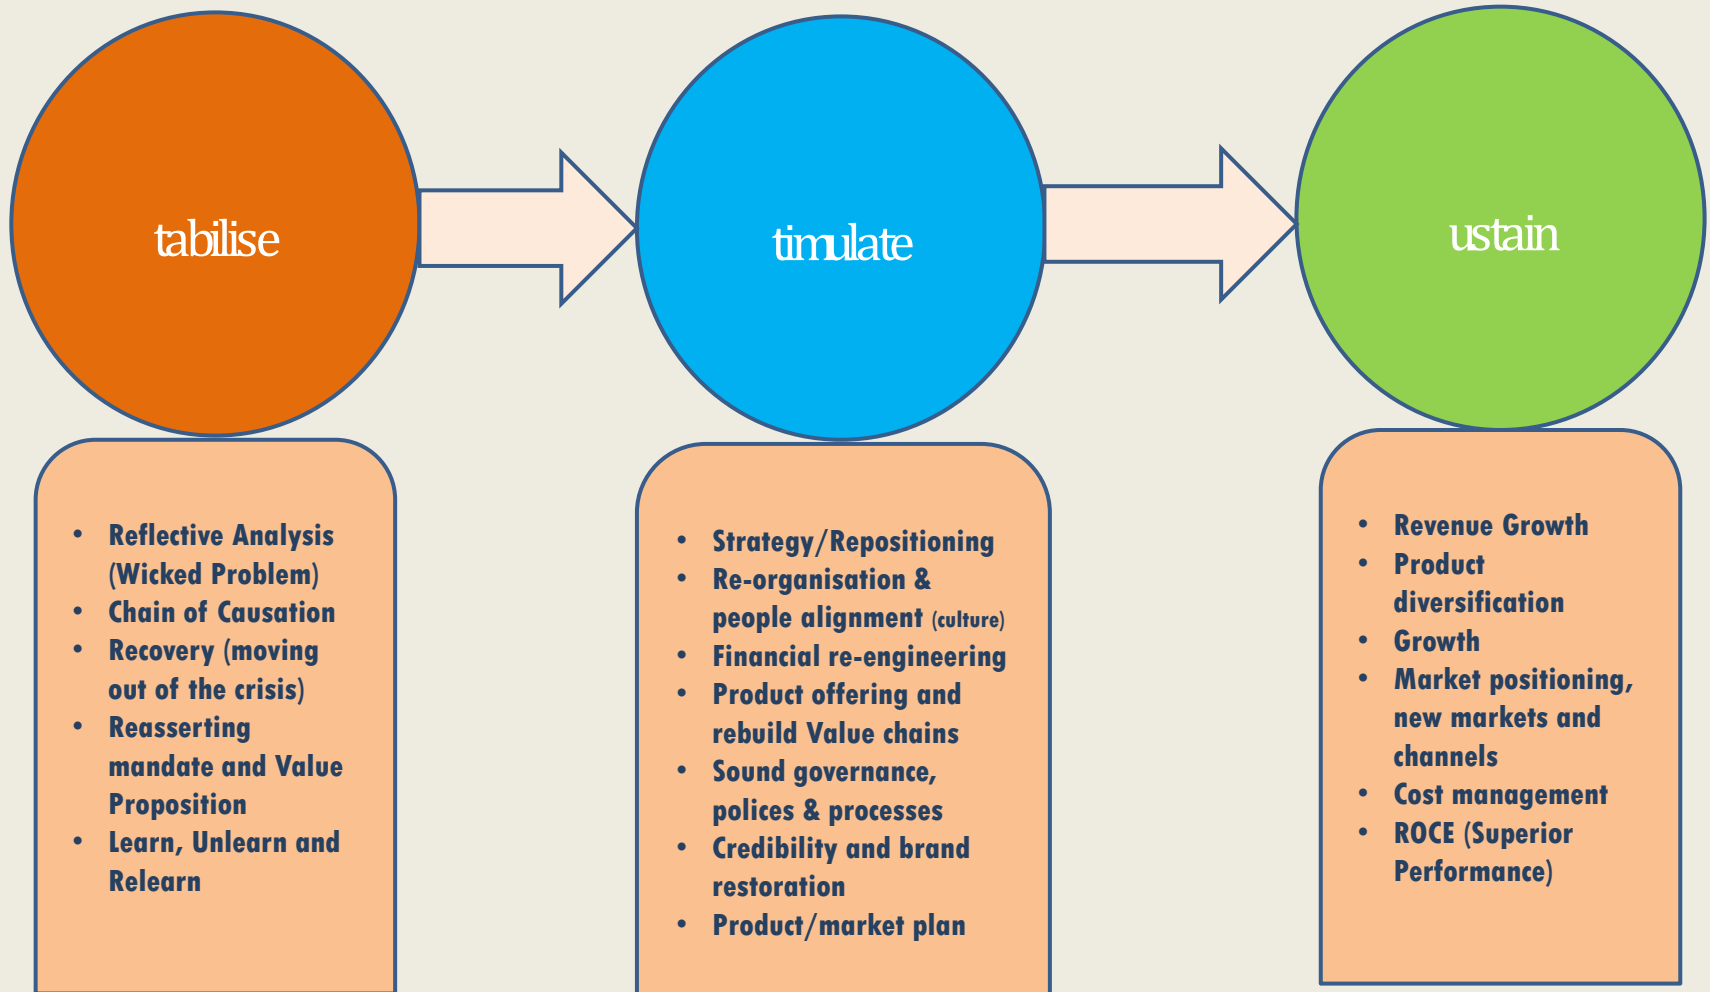 tabilise
timulate
ustain
• Reflective Analysis
(Wicked Problem)
• Chain of Causation
• Recovery (moving
out of the crisis)
• Reasserting
mandate and Value
Proposition
• Learn, Unlearn and
Relearn
• Strategy/Repositioning
• Re-organisation &
people alignment (culture)
• Financial re-engineering
• Product offering and
rebuild Value chains
• Sound governance,
polices & processes
• Credibility and brand
restoration
• Product/market plan
• Revenue Growth
• Product
diversification
• Growth
• Market positioning,
new markets and
channels
• Cost management
• ROCE (Superior
Performance)